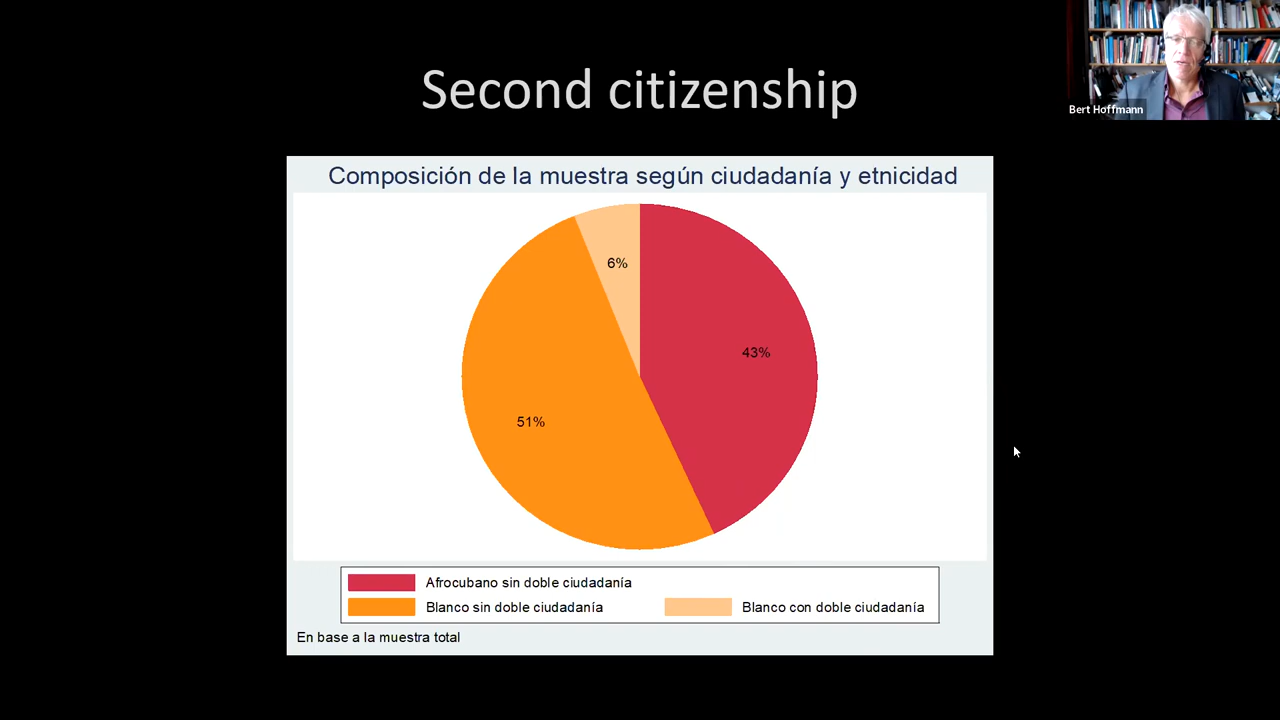 Second citizenship
Bert Hoffmann
Composición de la muestra según ciudadanía y etnicidad
6%
43%
51%
Afrocubano sin doble ciudadanía
Blanco sin doble ciudadanía
Blanco con doble ciudadanía
En base a la muestra total